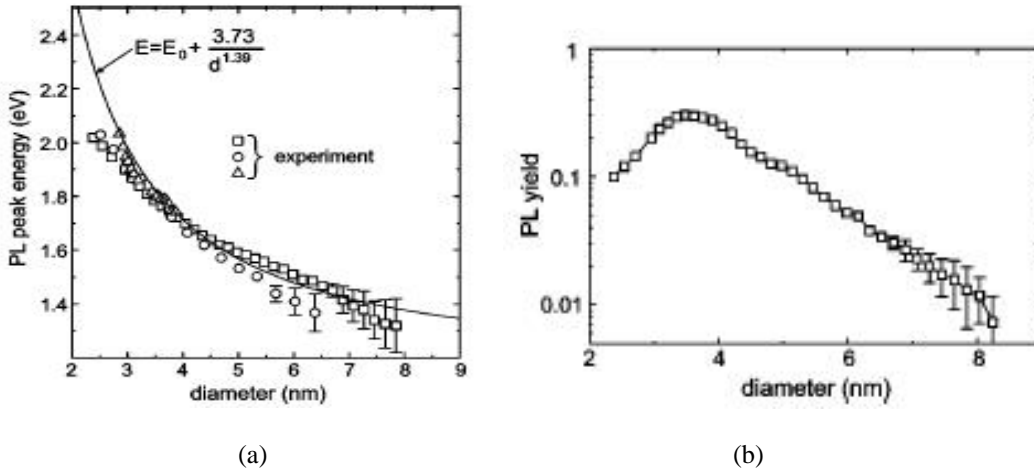 E=E₀ + 3.73 / d^1.39
PL peak energy (eV)
2.4
2.2
2.0
1.8
1.6
1.4
experiment
2 3 4 5 6 7 8 9
diameter (nm)
(a)
PL yield
1
0.1
0.01
2 4 6 8
diameter (nm)
(b)